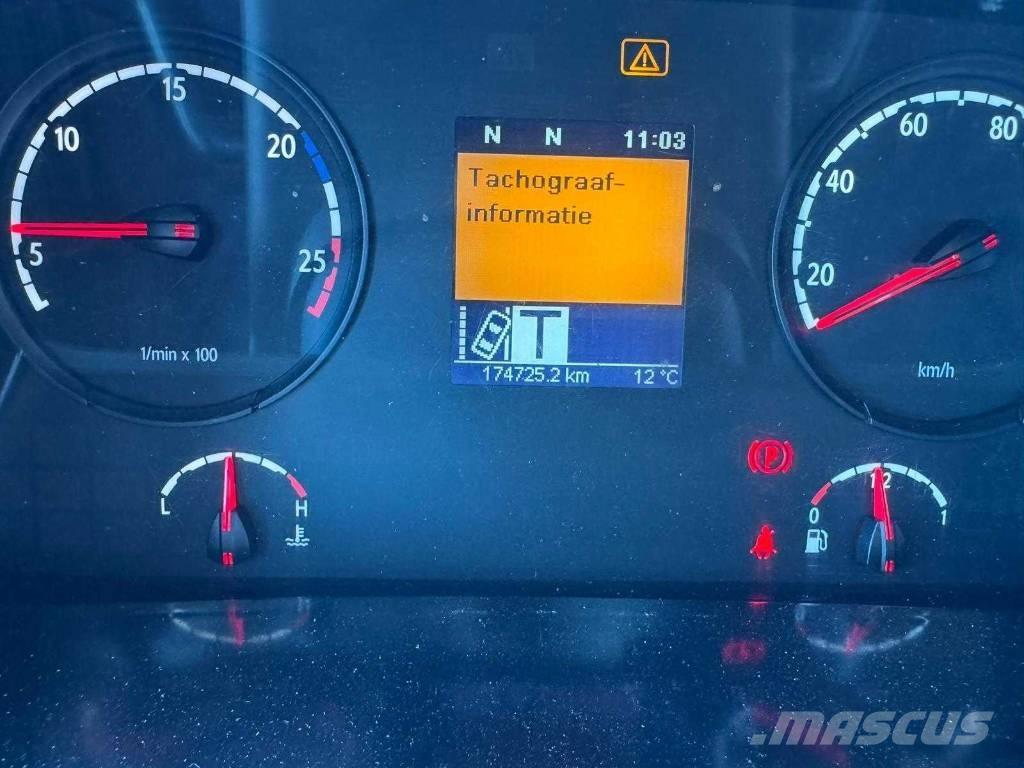 5
10
15
20
25
1/min x 100
N N 11:03
Tachograaf-
informatie
T
174725.2 km 12 °C
20
40
60
80
km/h
L H
P
0 1/2 1
MASCUS